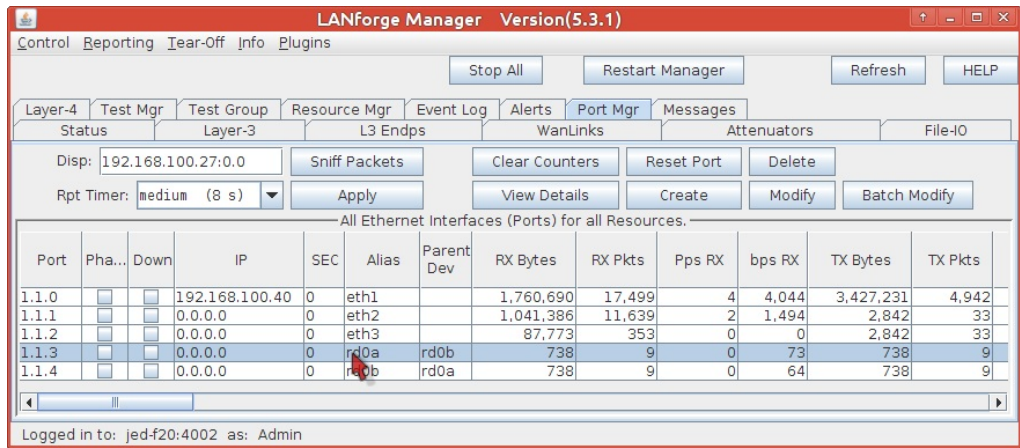 LANforge Manager Version(5.3.1)
Control Reporting Tear-Off Info Plugins
Stop All Restart Manager Refresh HELP
Layer-4 Test Mgr Test Group Resource Mgr Event Log Alerts Port Mgr Messages
Status Layer-3 L3 Endps WanLinks Attenuators File-IO
Disp: 192.168.100.27:0.0 Sniff Packets Clear Counters Reset Port Delete
Rpt Timer: medium (8 s) Apply View Details Create Modify Batch Modify
All Ethernet Interfaces (Ports) for all Resources.
Port Pha... Down IP SEC Alias Parent Dev RX Bytes RX Pkts Pps RX bps RX TX Bytes TX Pkts
1.1.0 192.168.100.40 0 eth1 1,760,690 17,499 4 4,044 3,427,231 4,942
1.1.1 0.0.0.0 0 eth2 1,041,386 11,639 2 1,494 2,842 33
1.1.2 0.0.0.0 0 eth3 87,773 353 0 0 2,842 33
1.1.3 0.0.0.0 0 rd0a rd0b 738 9 0 73 738 9
1.1.4 0.0.0.0 0 rd0b rd0a 738 9 0 64 738 9
Logged in to: jed-f20:4002 as: Admin